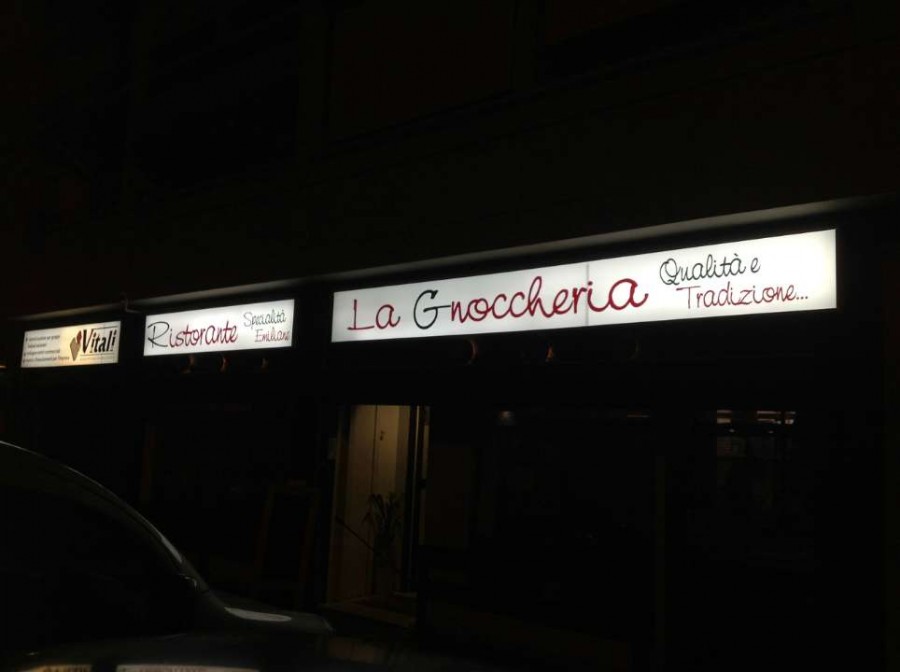 Vitali
Ristorante
Specialità
Emiliane
La Gnoccheria
Qualità e
Tradizione...